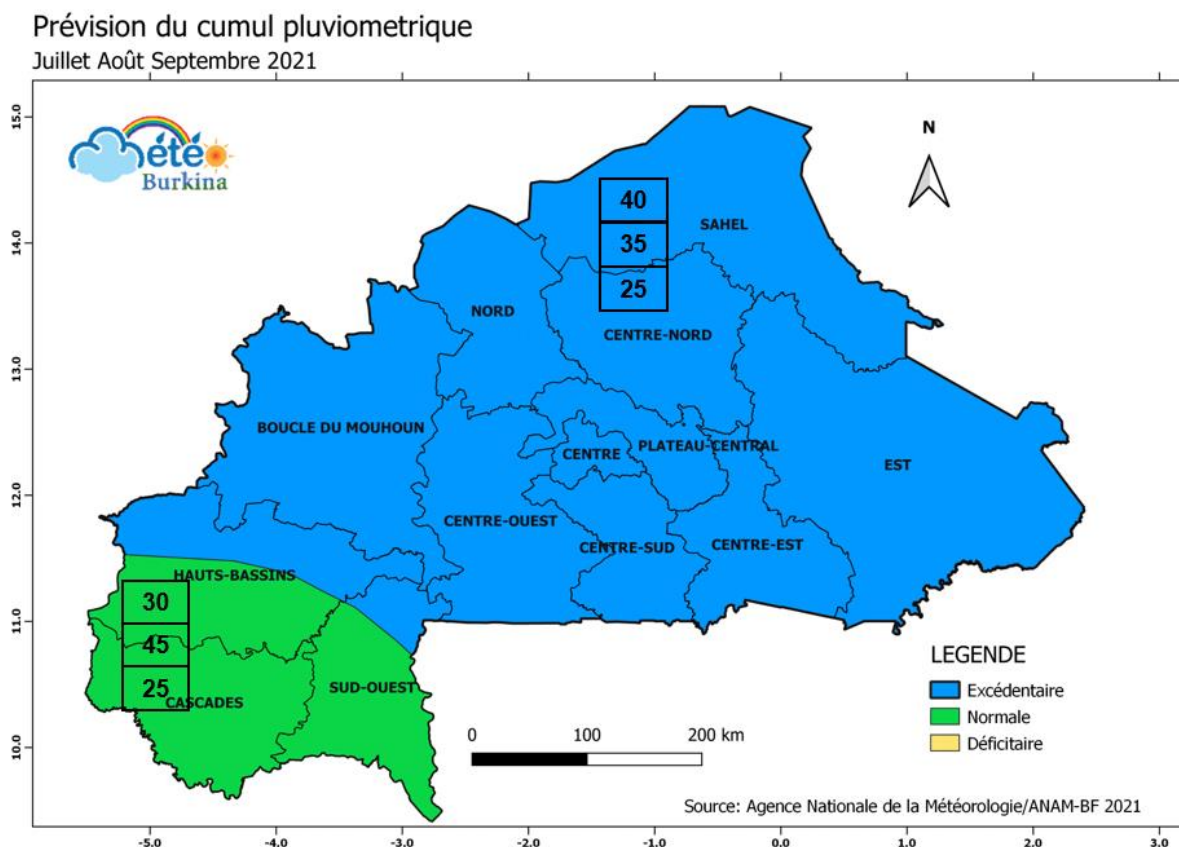 Prévision du cumul pluviometrique
Juillet Août Septembre 2021
été
Burkina
N
15.0
14.0
13.0
12.0
11.0
10.0
40
35
25
SAHEL
NORD
CENTRE-NORD
BOUCLE DU MOUHOUN
CENTRE
PLATEAU-CENTRAL
EST
CENTRE-OUEST
CENTRE-SUD
CENTRE-EST
HAUTS-BASSINS
30
45
25
CASCADES
SUD-OUEST
LEGENDE
Excédentaire
Normale
Déficitaire
0 100 200 km
Source: Agence Nationale de la Météorologie/ANAM-BF 2021
-5.0 -4.0 -3.0 -2.0 -1.0 0.0 1.0 2.0 3.0